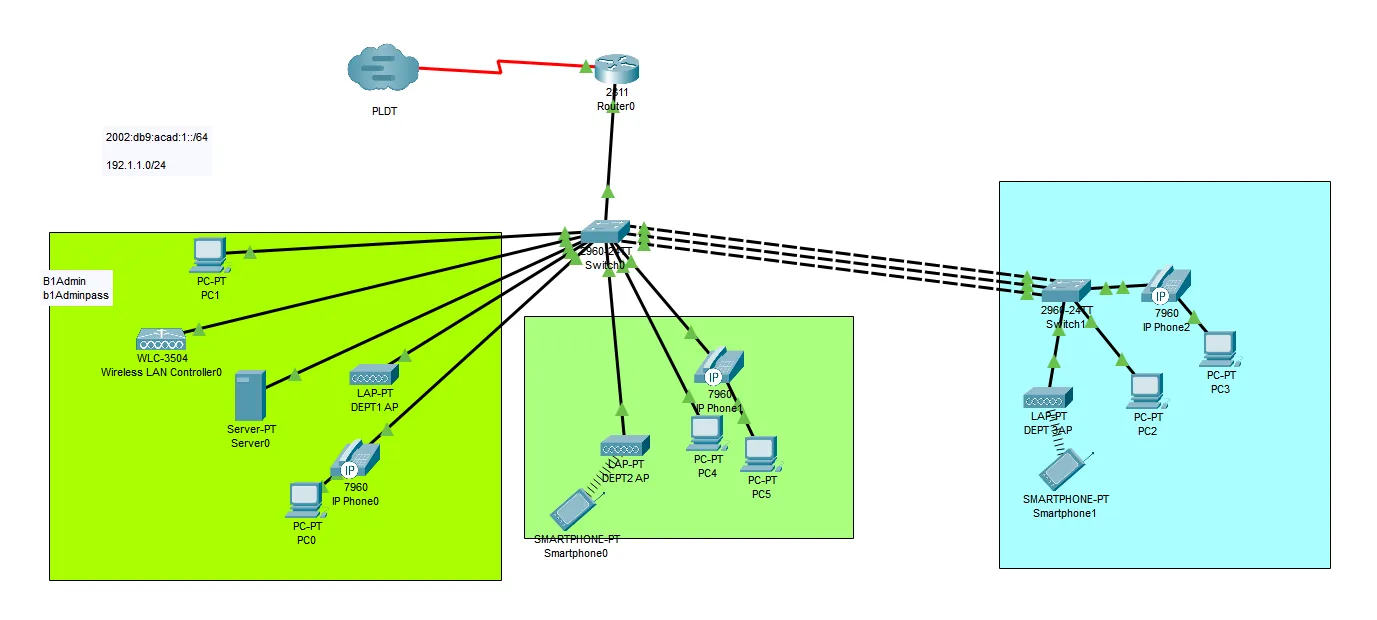 PLDT
2811
Router0
2002:db9:acad:1::/64
192.1.1.0/24
B1Admin
b1Adminpass
PC-PT
PC1
WLC-3504
Wireless LAN Controller0
Server-PT
Server0
LAP-PT
DEPT1 AP
IP
7960
IP Phone0
PC-PT
PC0
2960-24TT
Switch0
IP
7960
IP Phone1
LAP-PT
DEPT2 AP
PC-PT
PC4
PC-PT
PC5
SMARTPHONE-PT
Smartphone0
2960-24TT
Switch1
IP
7960
IP Phone2
PC-PT
PC3
LAP-PT
DEPT 3AP
PC-PT
PC2
SMARTPHONE-PT
Smartphone1